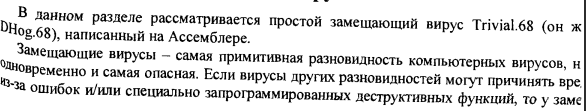 В данном разделе рассматривается простой замещающий вирус Trivial.68 (он ж
DHog.68), написанный на Ассемблере.
Замещающие вирусы – самая примитивная разновидность компьютерных вирусов, н
одновременно и самая опасная. Если вирусы других разновидностей могут причинять вре
из-за ошибок и/или специально запрограммированных деструктивных функций, то у заме